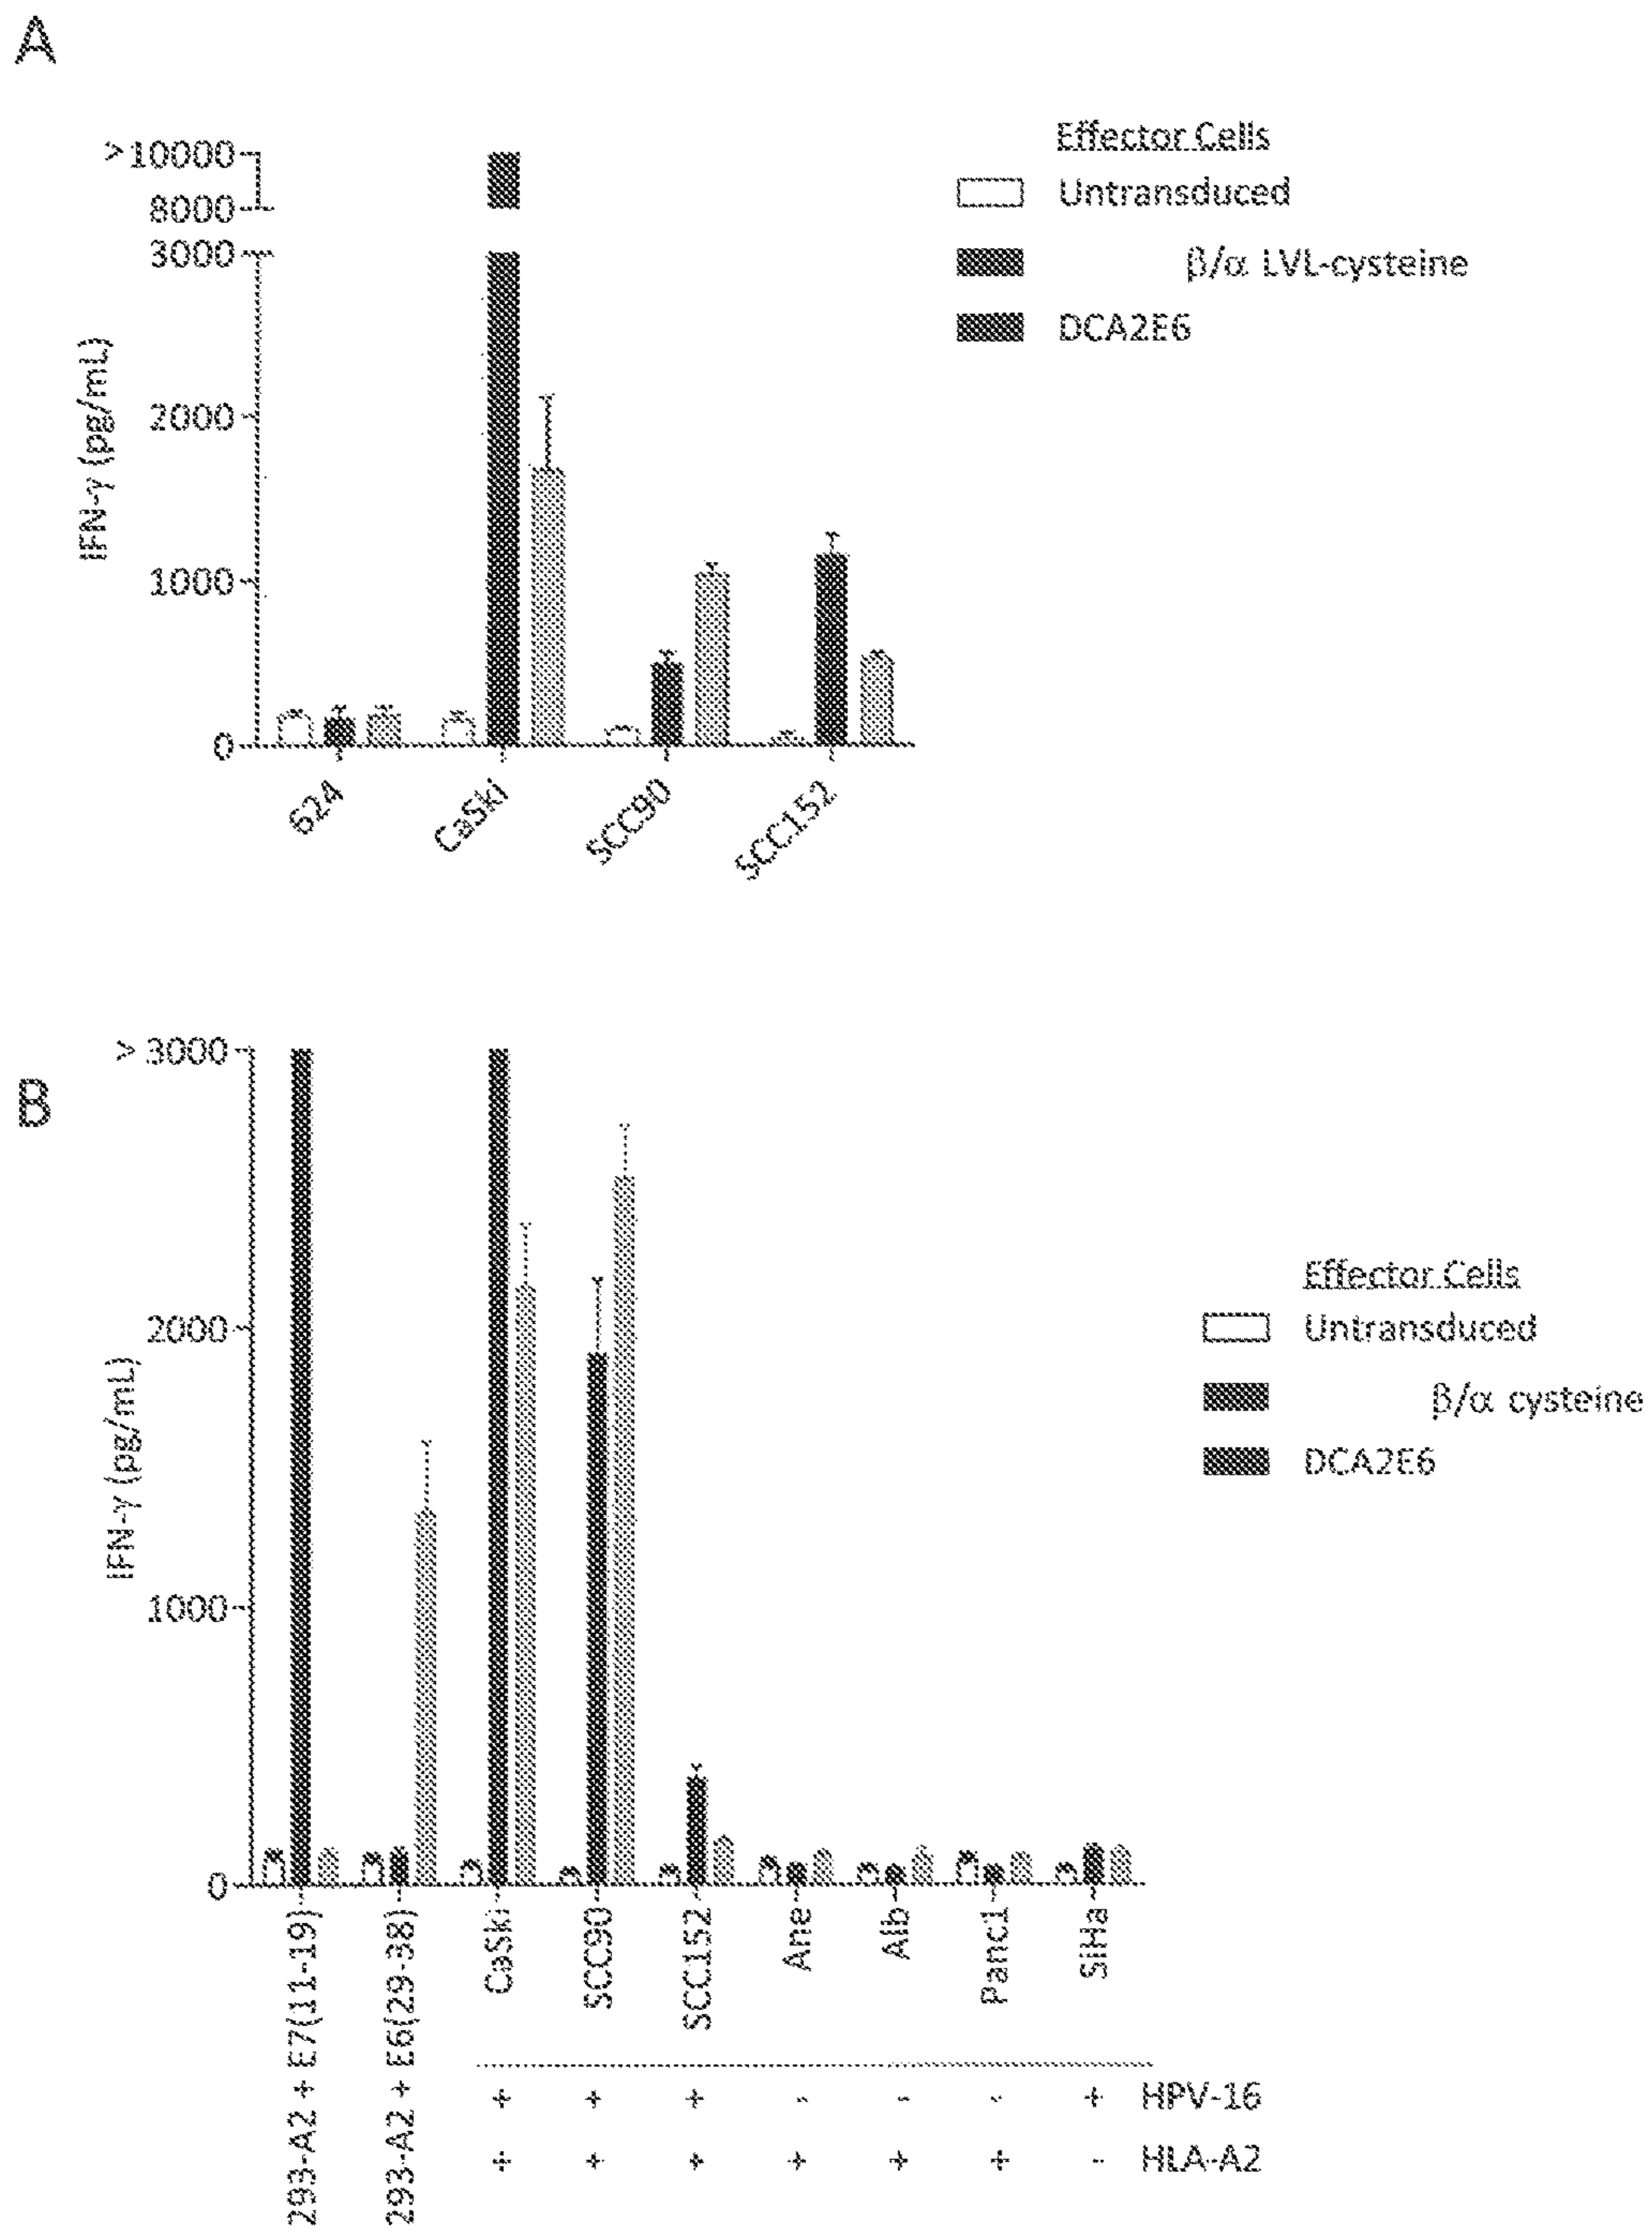 A
>10000
8000
3000
2000
1000
0
IFN-γ (pg/mL)
624
CaSki
SCC90
SCC152
Effector Cells
Untransduced
β/α LVL-cysteine
DCA2E6
B
> 3000
2000
1000
0
IFN-γ (pg/mL)
293-A2 + E7(11-19)
293-A2 + E6(29-38)
CaSki
SCC90
SCC152
Ane
Alb
Panc1
SiHa
+ + + - - - + HPV-16
+ + + + + + - HLA-A2
Effector Cells
Untransduced
β/α cysteine
DCA2E6